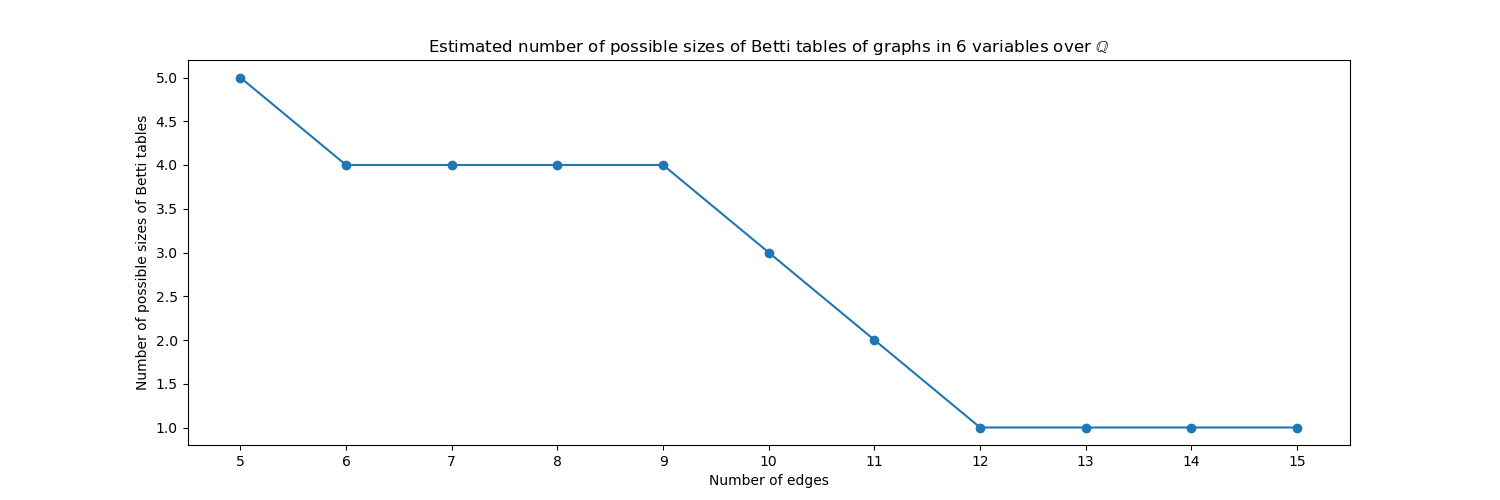 Estimated number of possible sizes of Betti tables of graphs in 6 variables over ℚ
Number of possible sizes of Betti tables
5.0
4.5
4.0
3.5
3.0
2.5
2.0
1.5
1.0
5 6 7 8 9 10 11 12 13 14 15
Number of edges